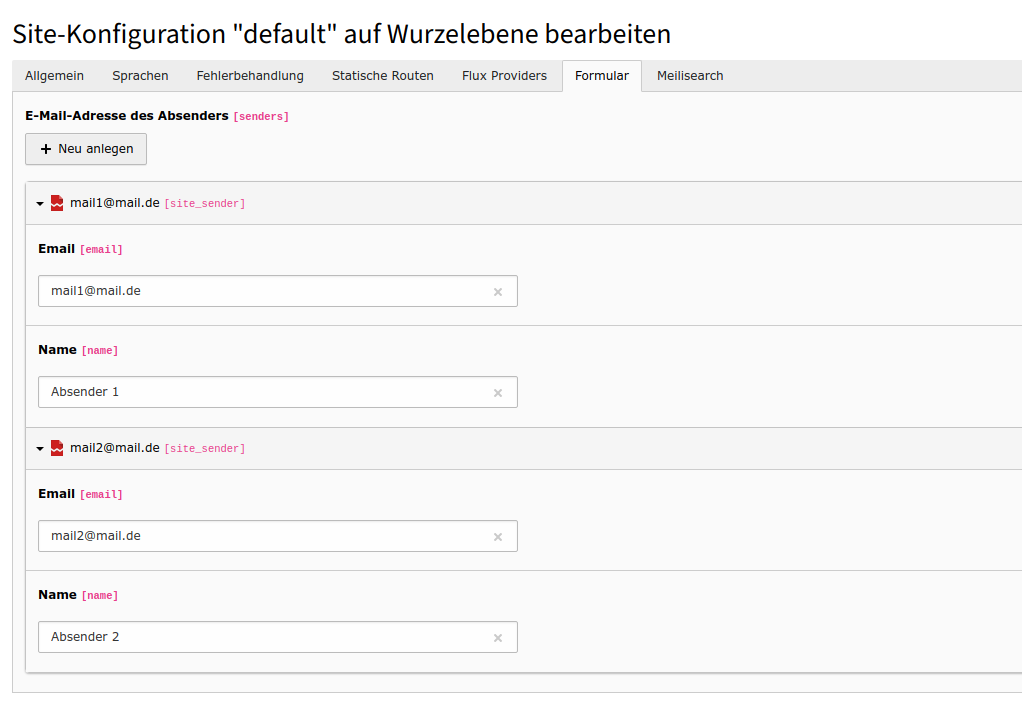 Site-Konfiguration "default" auf Wurzelebene bearbeiten
Allgemein Sprachen Fehlerbehandlung Statische Routen Flux Providers Formular Meilisearch
E-Mail-Adresse des Absenders [senders]
+ Neu anlegen
mail1@mail.de [site_sender]
Email [email]
mail1@mail.de
Name [name]
Absender 1
mail2@mail.de [site_sender]
Email [email]
mail2@mail.de
Name [name]
Absender 2